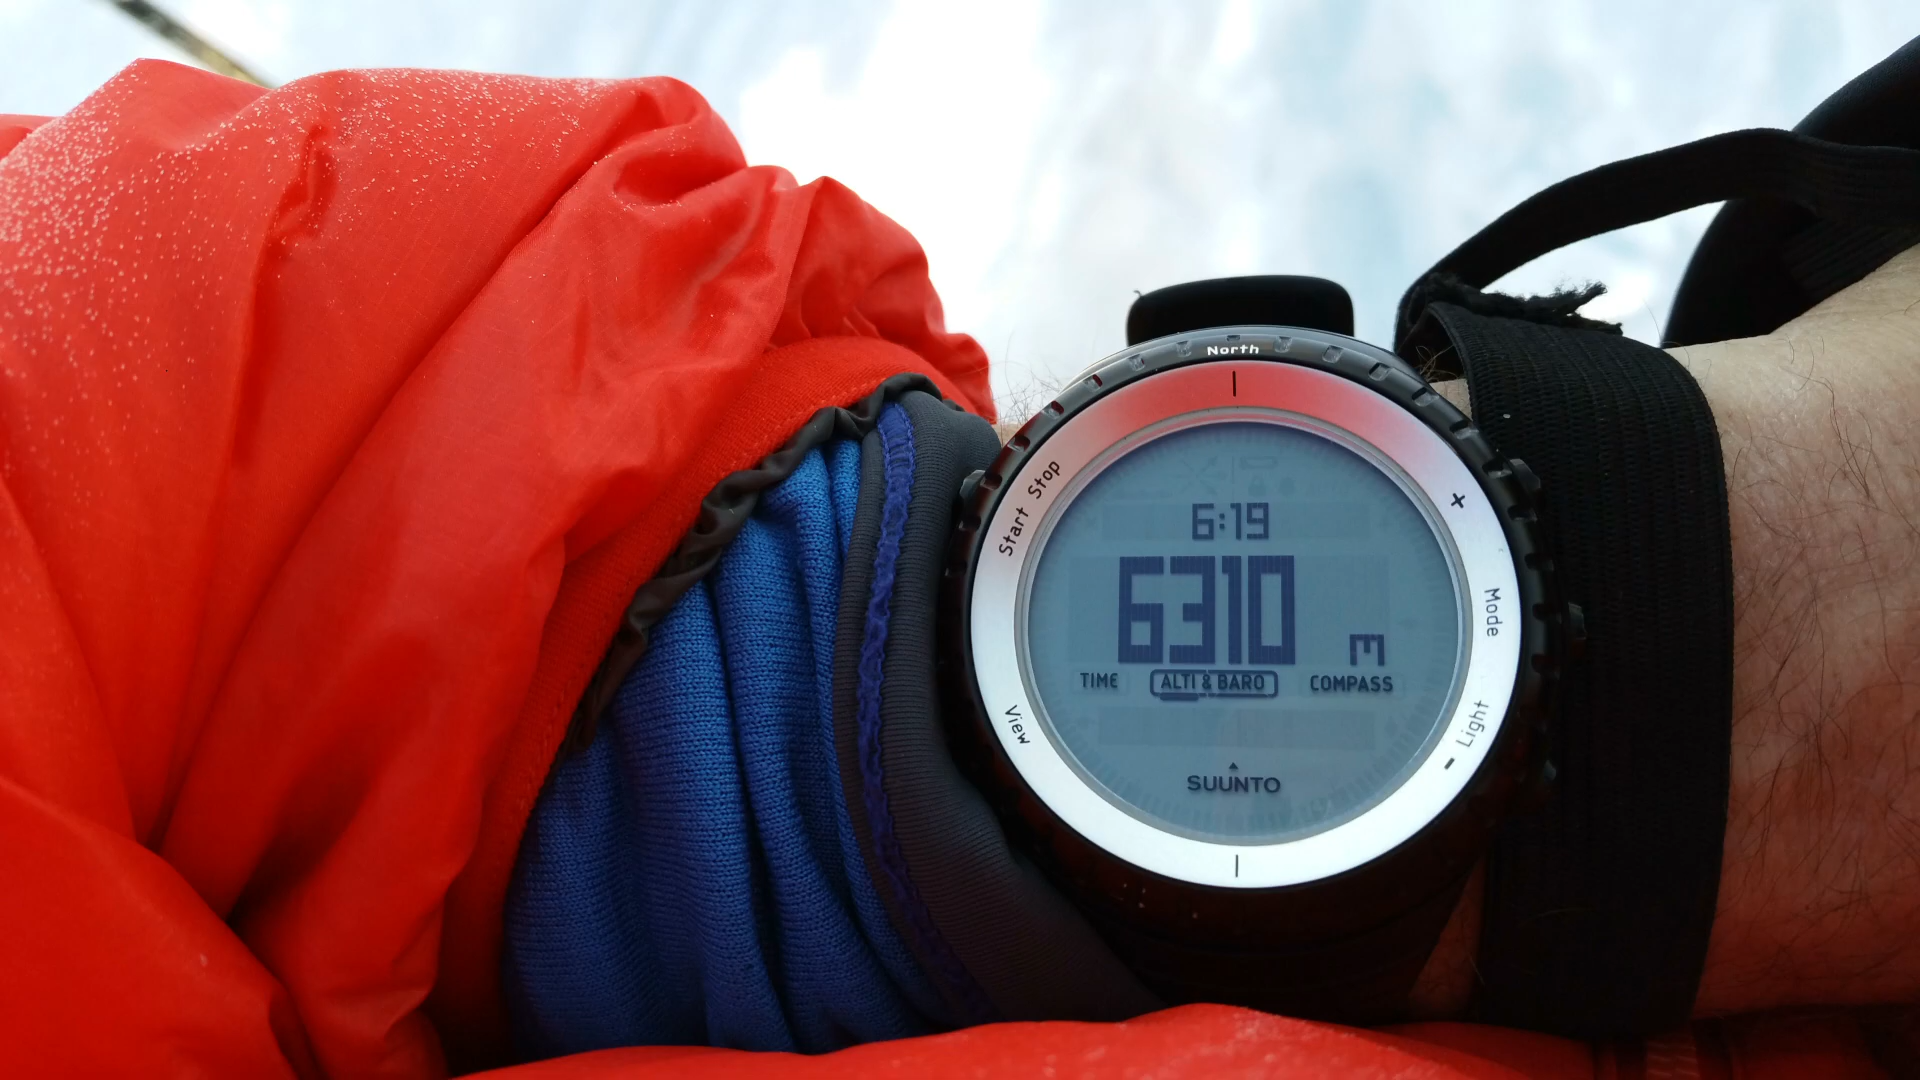 North
Start Stop
+
6:19
6310 m
Mode
TIME ALTI & BARO COMPASS
View
- Light
SUUNTO